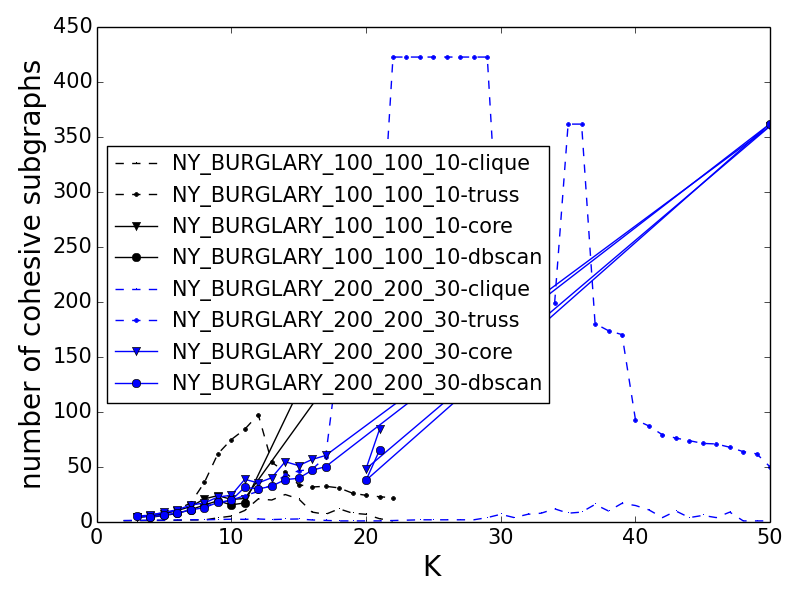 450
400
350
300
250
200
150
100
50
0
number of cohesive subgraphs
NY_BURGLARY_100_100_10-clique
NY_BURGLARY_100_100_10-truss
NY_BURGLARY_100_100_10-core
NY_BURGLARY_100_100_10-dbscan
NY_BURGLARY_200_200_30-clique
NY_BURGLARY_200_200_30-truss
NY_BURGLARY_200_200_30-core
NY_BURGLARY_200_200_30-dbscan
0 10 20 30 40 50
K